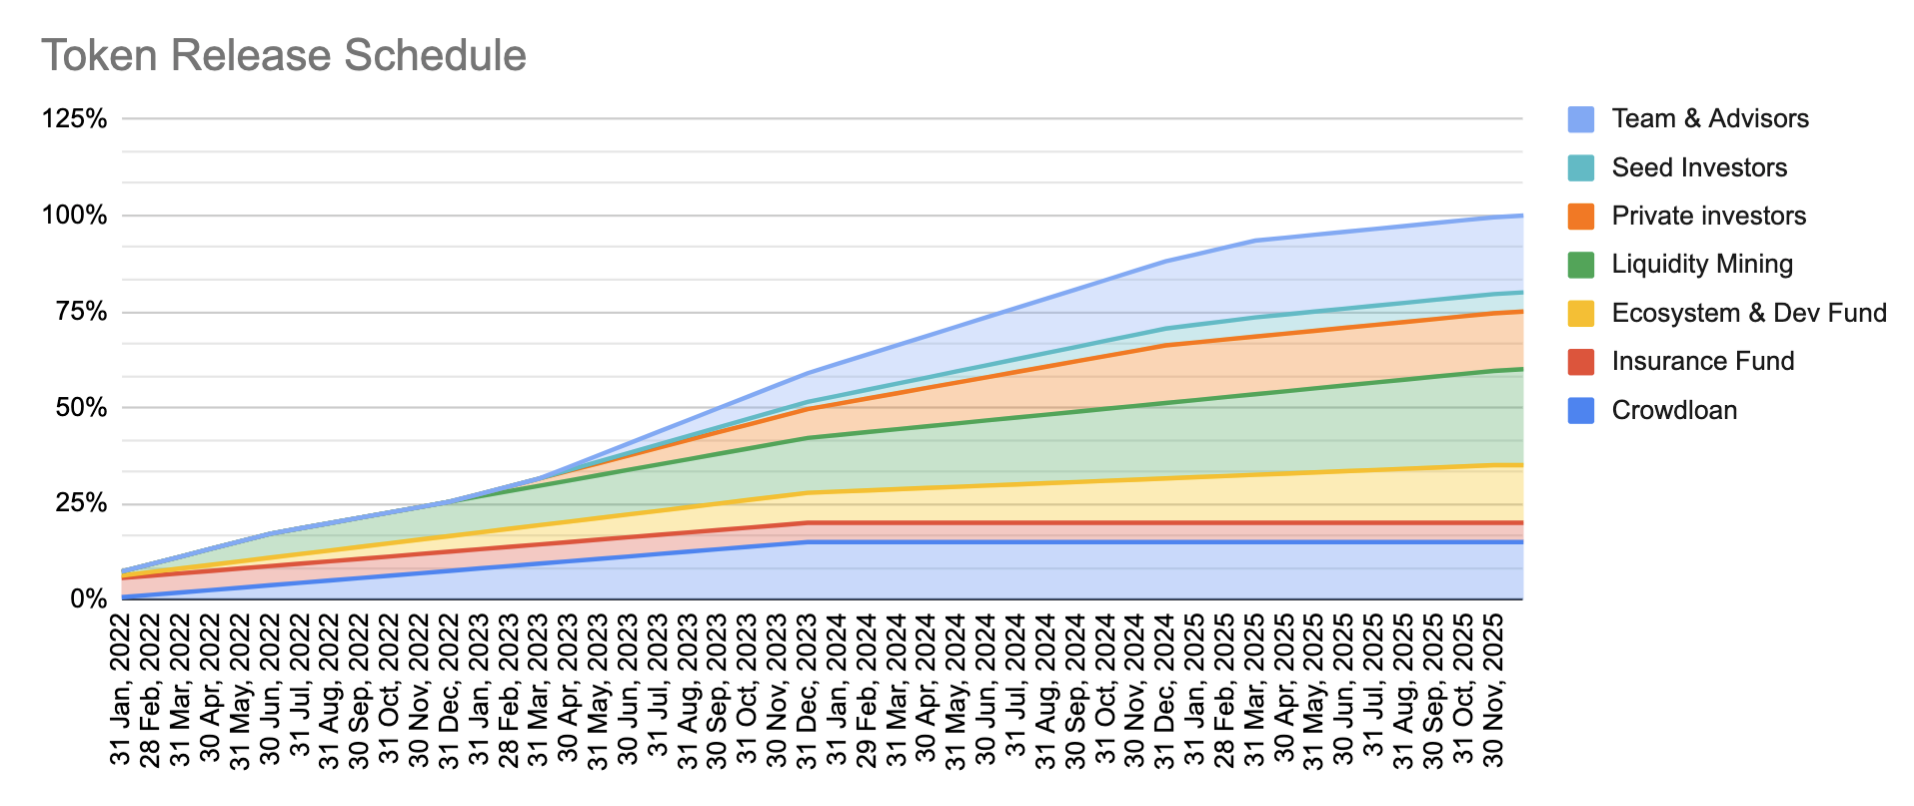 Token Release Schedule
125%
100%
75%
50%
25%
0%
Team & Advisors
Seed Investors
Private investors
Liquidity Mining
Ecosystem & Dev Fund
Insurance Fund
Crowdloan
31 Jan, 2022
28 Feb, 2022
31 Mar, 2022
30 Apr, 2022
31 May, 2022
30 Jun, 2022
31 Jul, 2022
31 Aug, 2022
30 Sep, 2022
31 Oct, 2022
30 Nov, 2022
31 Dec, 2022
31 Jan, 2023
28 Feb, 2023
31 Mar, 2023
30 Apr, 2023
31 May, 2023
30 Jun, 2023
31 Jul, 2023
31 Aug, 2023
30 Sep, 2023
31 Oct, 2023
30 Nov, 2023
31 Dec, 2023
31 Jan, 2024
29 Feb, 2024
31 Mar, 2024
30 Apr, 2024
31 May, 2024
30 Jun, 2024
31 Jul, 2024
31 Aug, 2024
30 Sep, 2024
31 Oct, 2024
30 Nov, 2024
31 Dec, 2024
31 Jan, 2025
28 Feb, 2025
31 Mar, 2025
30 Apr, 2025
31 May, 2025
30 Jun, 2025
31 Jul, 2025
31 Aug, 2025
30 Sep, 2025
31 Oct, 2025
30 Nov, 2025